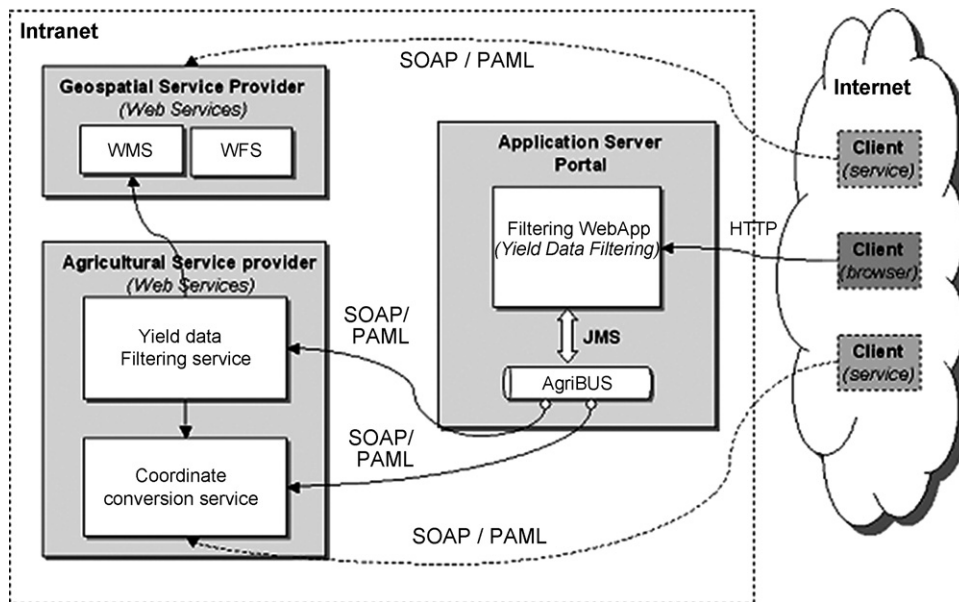 Intranet
SOAP / PAML
Geospatial Service Provider
(Web Services)
WMS
WFS
Application Server
Portal
Filtering WebApp
(Yield Data Filtering)
JMS
AgriBUS
HTTP
Internet
Client
(service)
Client
(browser)
Client
(service)
Agricultural Service provider
(Web Services)
Yield data
Filtering service
Coordinate
conversion service
SOAP/
PAML
SOAP/
PAML
SOAP / PAML